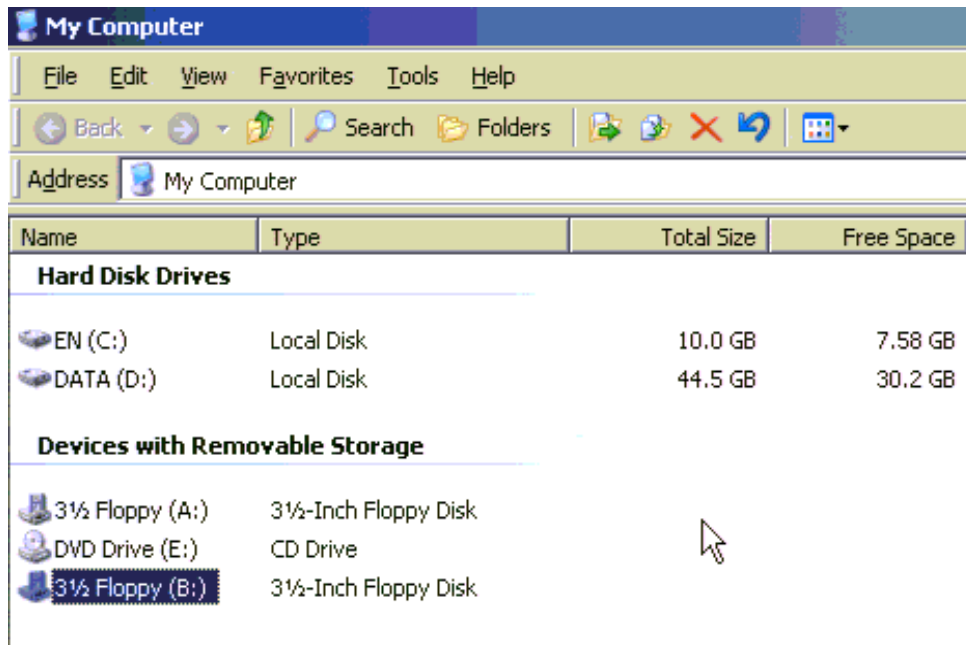 My Computer
File Edit View Favorites Tools Help
Back Search Folders
Address My Computer
Name Type Total Size Free Space
Hard Disk Drives
EN (C:) Local Disk 10.0 GB 7.58 GB
DATA (D:) Local Disk 44.5 GB 30.2 GB
Devices with Removable Storage
3½ Floppy (A:) 3½-Inch Floppy Disk
DVD Drive (E:) CD Drive
3½ Floppy (B:) 3½-Inch Floppy Disk